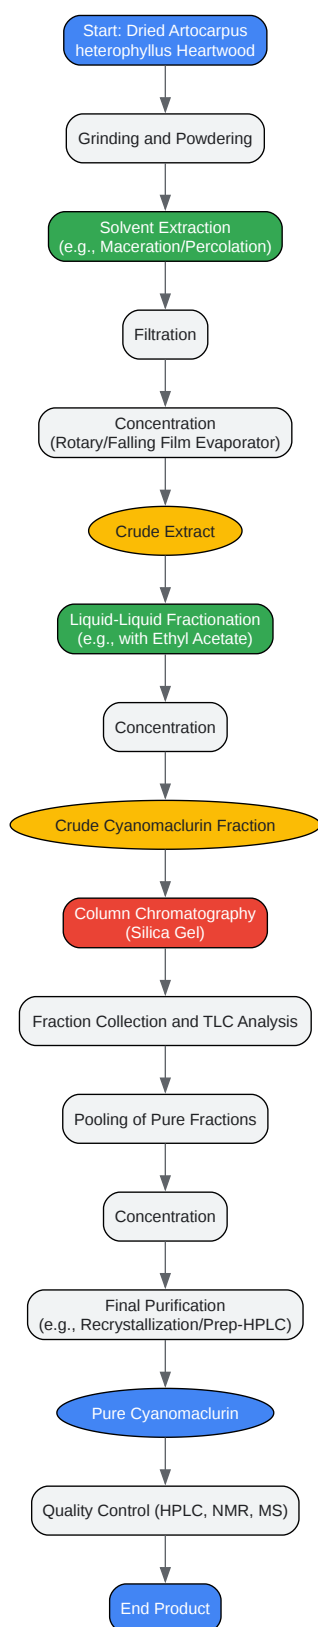 Start: Dried Artocarpus
heterophyllus Heartwood
Grinding and Powdering
Solvent Extraction
(e.g., Maceration/Percolation)
Filtration
Concentration
(Rotary/Falling Film Evaporator)
Crude Extract
Liquid-Liquid Fractionation
(e.g., with Ethyl Acetate)
Concentration
Crude Cyanomaclurin Fraction
Column Chromatography
(Silica Gel)
Fraction Collection and TLC Analysis
Pooling of Pure Fractions
Concentration
Final Purification
(e.g., Recrystallization/Prep-HPLC)
Pure Cyanomaclurin
Quality Control (HPLC, NMR, MS)
End Product